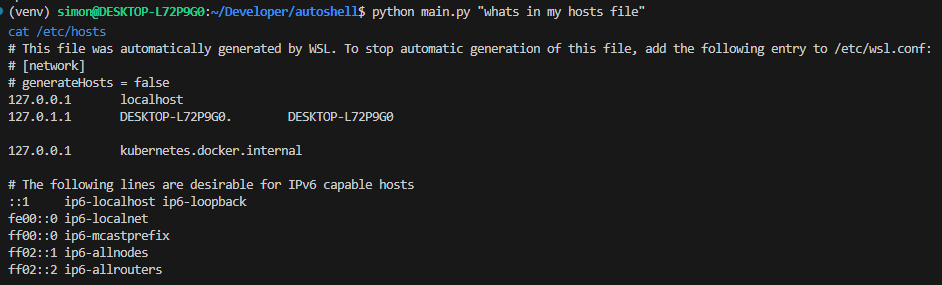 (venv) simon@DESKTOP-L72P9G0:~/Developer/autoshell$ python main.py "whats in my hosts file"
cat /etc/hosts
# This file was automatically generated by WSL. To stop automatic generation of this file, add the following entry to /etc/wsl.conf:
# [network]
# generateHosts = false
127.0.0.1       localhost
127.0.1.1       DESKTOP-L72P9G0.        DESKTOP-L72P9G0

127.0.0.1       kubernetes.docker.internal

# The following lines are desirable for IPv6 capable hosts
::1     ip6-localhost ip6-loopback
fe00::0 ip6-localnet
ff00::0 ip6-mcastprefix
ff02::1 ip6-allnodes
ff02::2 ip6-allrouters